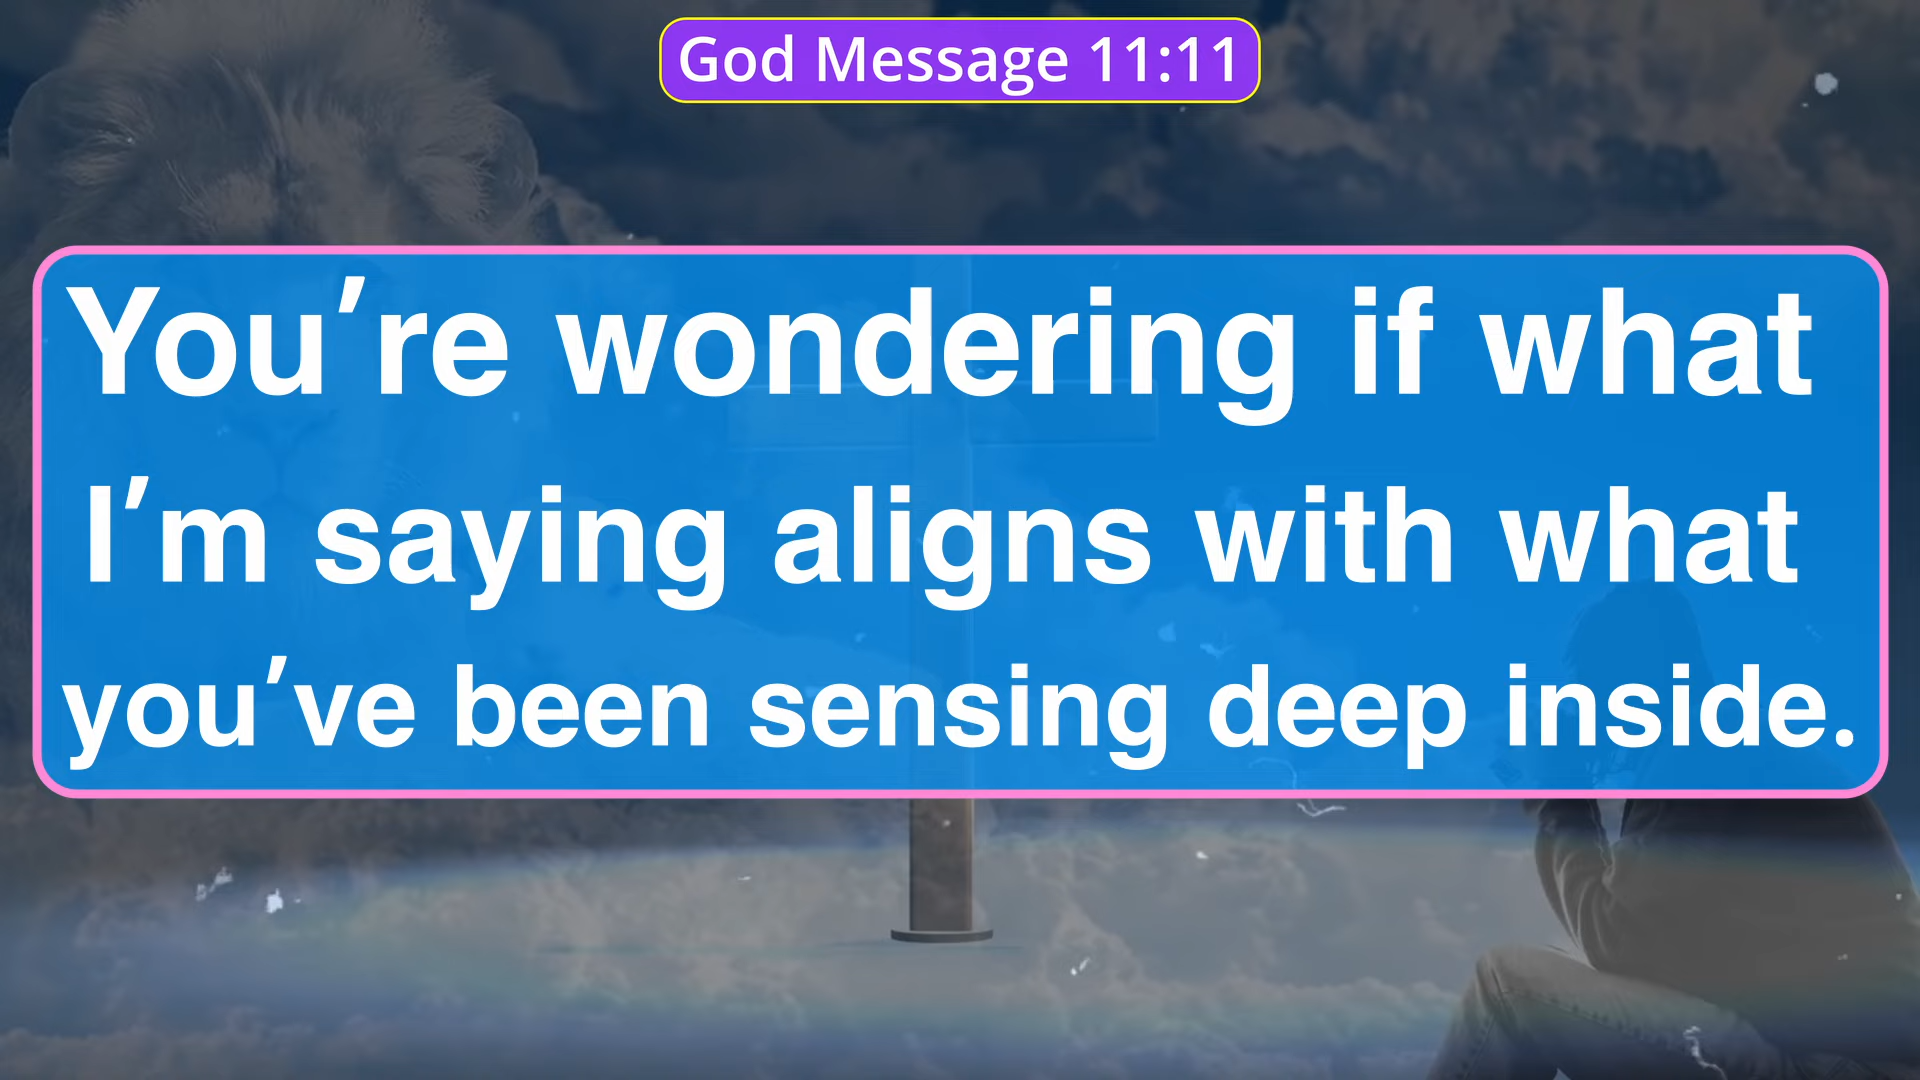 God Message 11:11
You’re wondering if what
I’m saying aligns with what
you’ve been sensing deep inside.